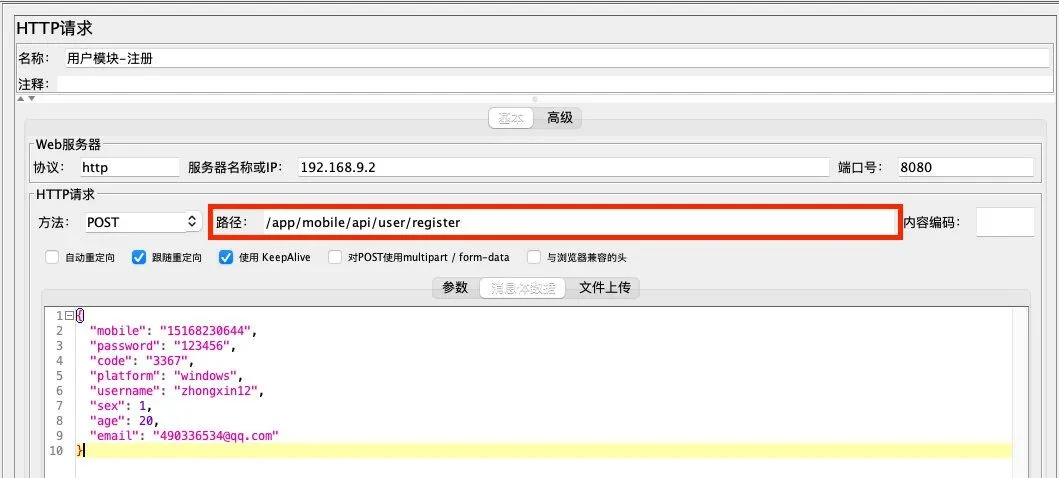 HTTP请求
名称： 用户模块-注册
注释：
基本 高级
Web服务器
协议： http 服务器名称或IP： 192.168.9.2 端口号： 8080
HTTP请求
方法： POST 路径： /app/mobile/api/user/register 内容编码：
自动重定向 跟随重定向 使用 KeepAlive 对POST使用multipart / form-data 与浏览器兼容的头
参数 消息体数据 文件上传
1 {
2 "mobile": "15168230644",
3 "password": "123456",
4 "code": "3367",
5 "platform": "windows",
6 "username": "zhongxin12",
7 "sex": 1,
8 "age": 20,
9 "email": "490336534@qq.com"
10 }